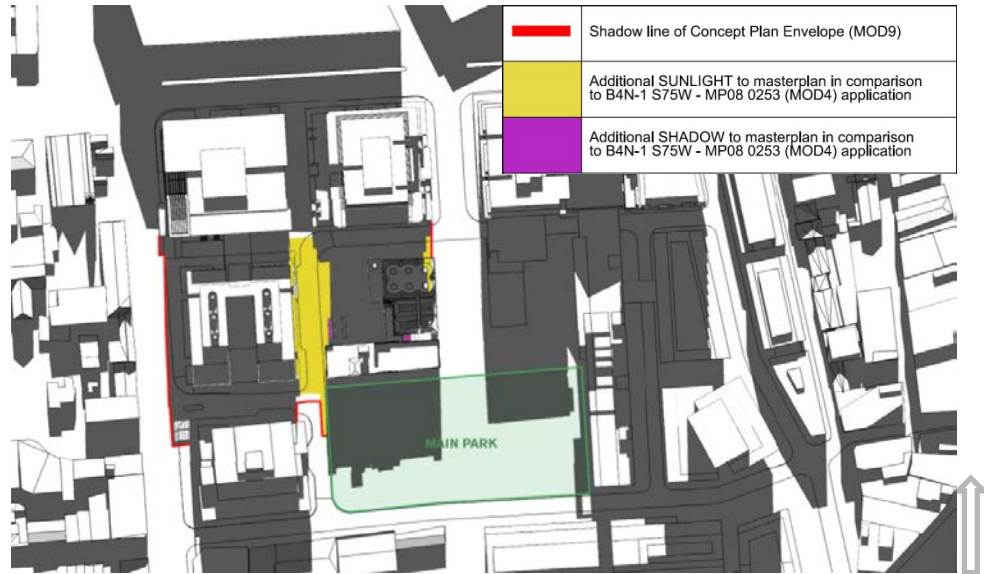 Shadow line of Concept Plan Envelope (MOD9)
Additional SUNLIGHT to masterplan in comparison
to B4N-1 S75W - MP08 0253 (MOD4) application
Additional SHADOW to masterplan in comparison
to B4N-1 S75W - MP08 0253 (MOD4) application
MAIN PARK